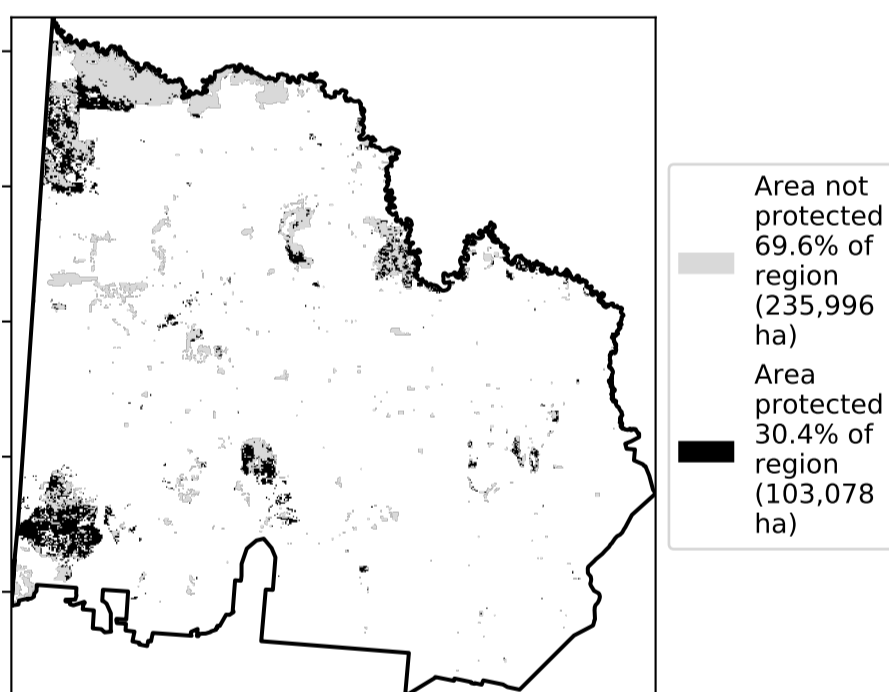 Area not
protected
69.6% of
region
(235,996
ha)
Area
protected
30.4% of
region
(103,078
ha)